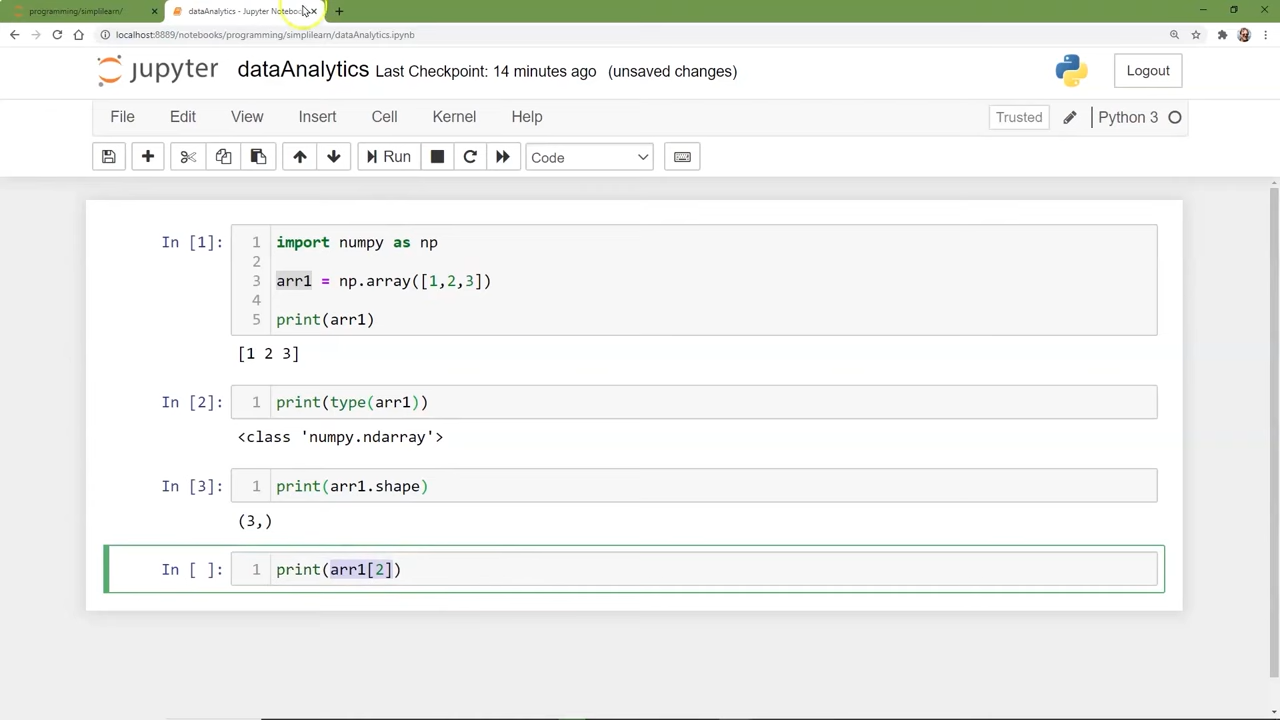 programming/simplilearn/
dataAnalytics - Jupyter Notebo
localhost:8889/notebooks/programming/simplilearn/dataAnalytics.ipynb
jupyter dataAnalytics Last Checkpoint: 14 minutes ago (unsaved changes)
Logout
File Edit View Insert Cell Kernel Help
Trusted
Python 3
Run
Code
In [1]:
1 import numpy as np
2
3 arr1 = np.array([1,2,3])
4
5 print(arr1)
[1 2 3]
In [2]:
1 print(type(arr1))
<class 'numpy.ndarray'>
In [3]:
1 print(arr1.shape)
(3,)
In [ ]:
1 print(arr1[2])